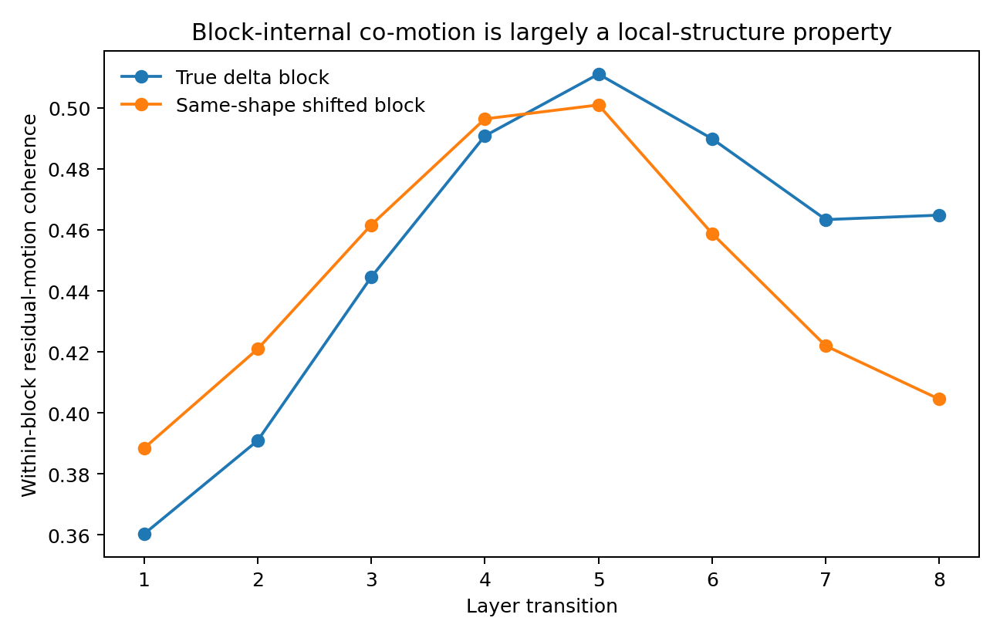 Block-internal co-motion is largely a local-structure property
True delta block
Same-shape shifted block
Within-block residual-motion coherence
0.50
0.48
0.46
0.44
0.42
0.40
0.38
0.36
1 2 3 4 5 6 7 8
Layer transition